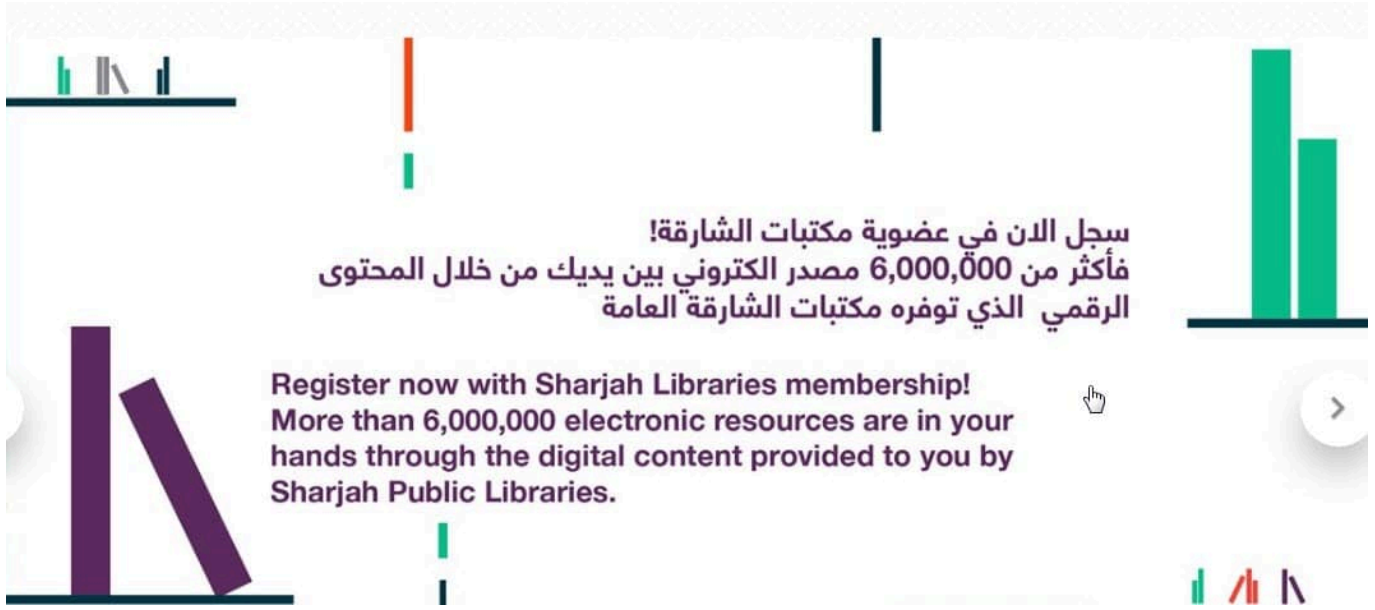 سجل الان في عضوية مكتبات الشارقة!
فأكثر من 6,000,000 مصدر الكتروني بين يديك من خلال المحتوى
الرقمي الذي توفره مكتبات الشارقة العامة
Register now with Sharjah Libraries membership!
More than 6,000,000 electronic resources are in your
hands through the digital content provided to you by
Sharjah Public Libraries.